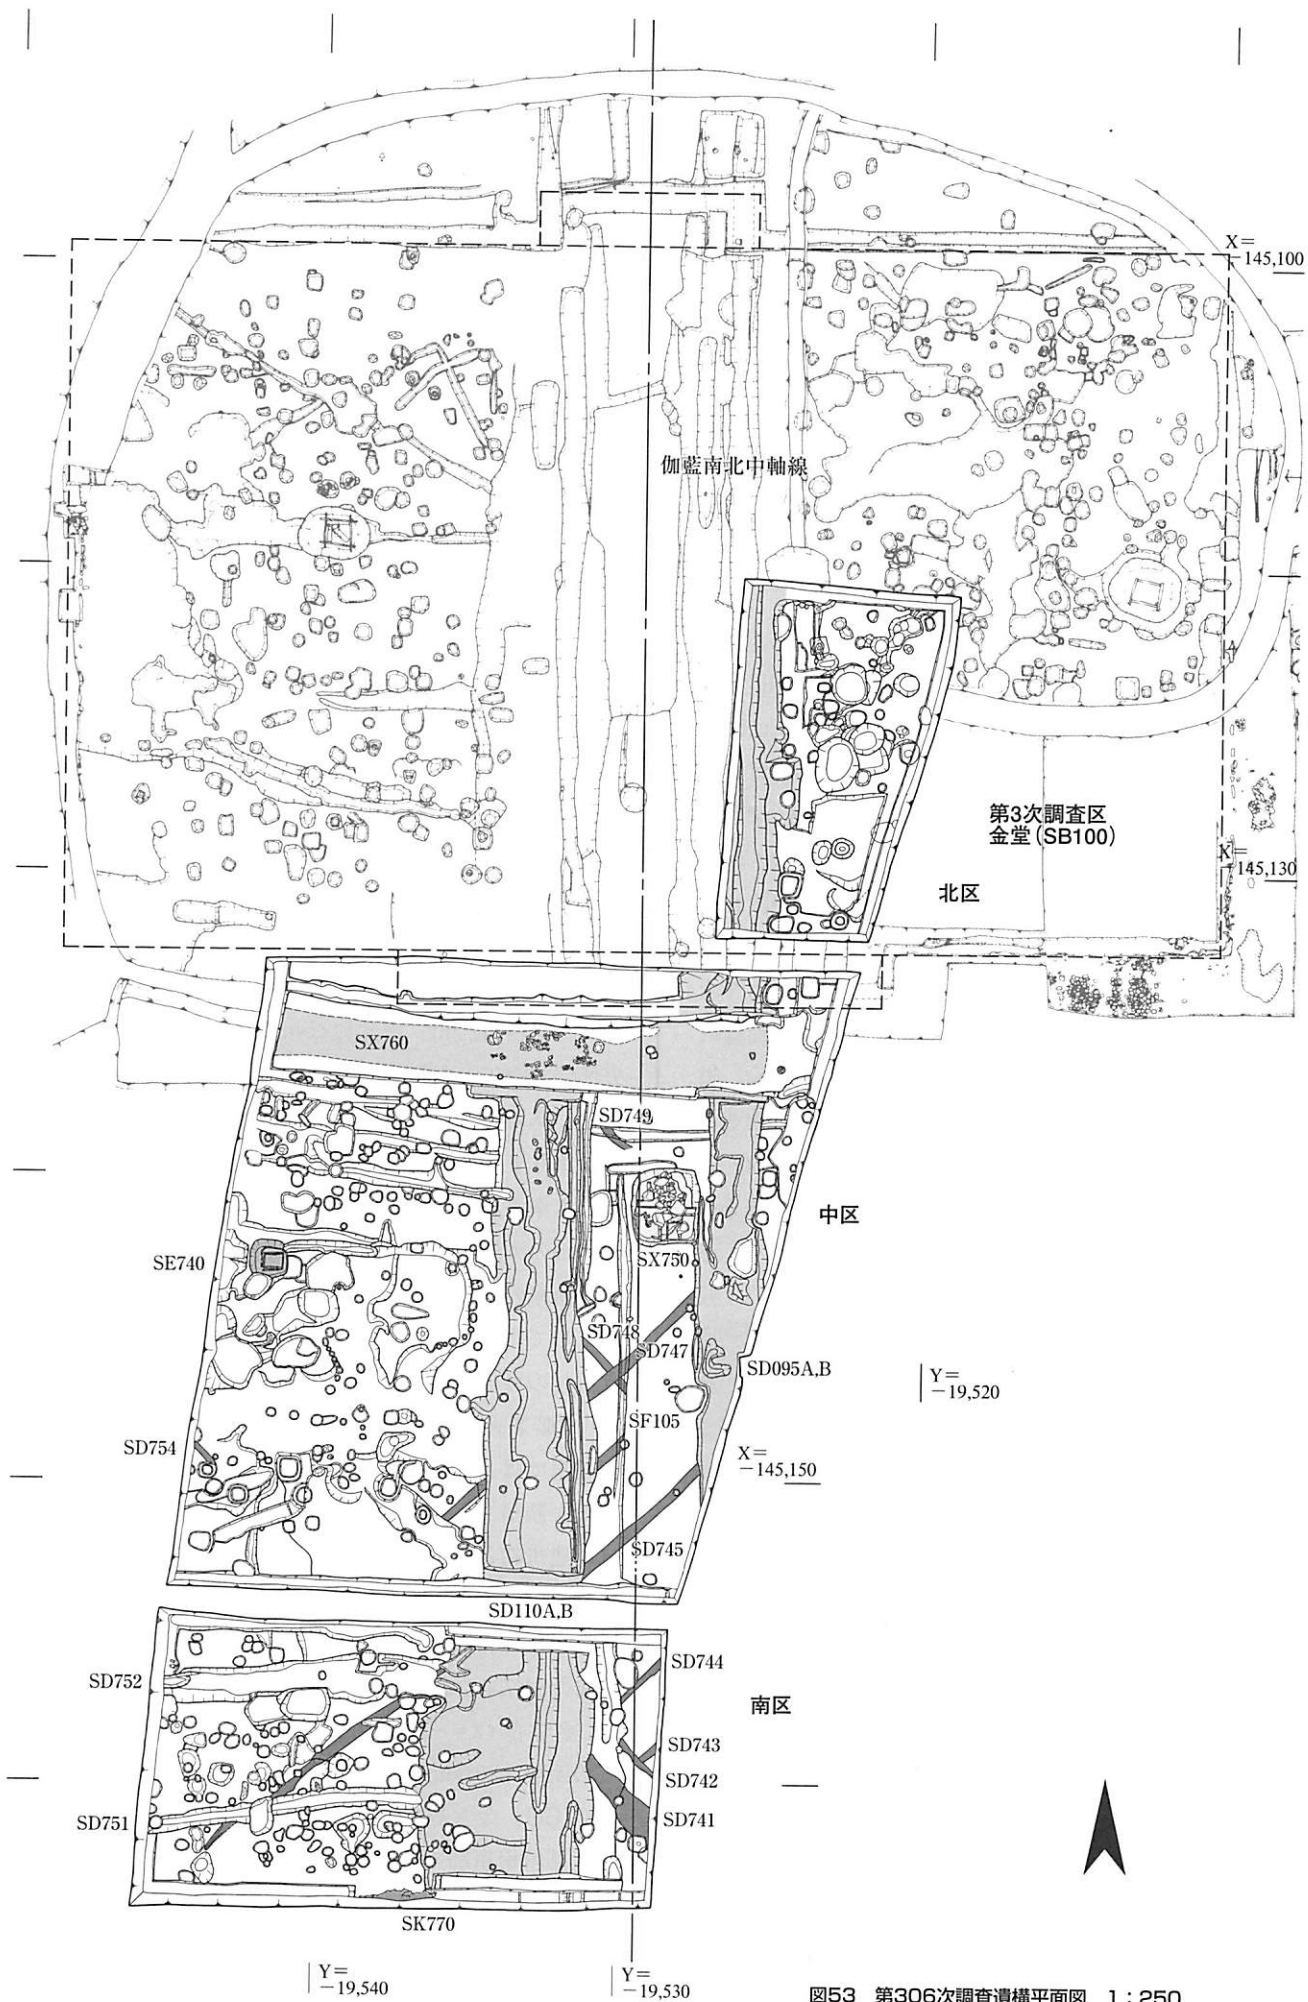 X=
-145,100
伽藍南北中軸線
第3次調査区
金堂(SB100)
X=
-145,130
北区
SX760
SD749
中区
SE740
SX750
SD748
SD747
SD095A,B
Y=
-19,520
SF105
SD754
X=
-145,150
SD745
SD110A,B
SD744
SD752
南区
SD743
SD742
SD751
SD741
SK770
Y=
-19,540
Y=
-19,530
図53 第306次調査遺構平面図 1:250